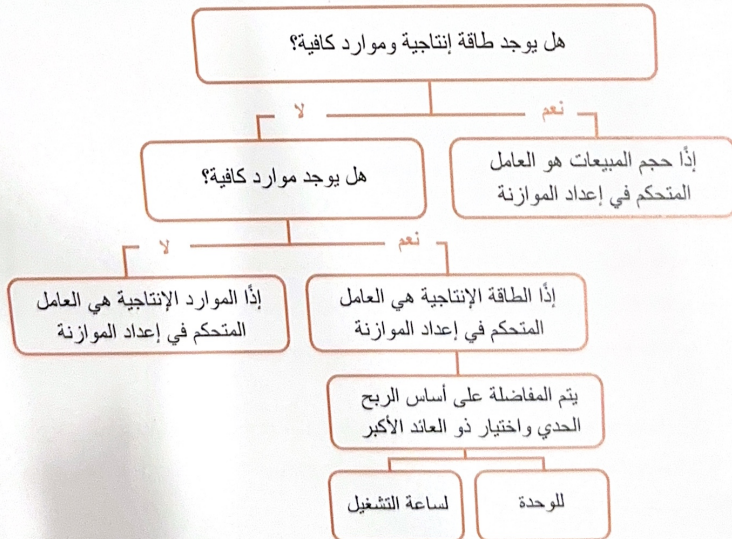 هل يوجد طاقة إنتاجية وموارد كافية؟
نعم
لا
إذًا حجم المبيعات هو العامل
المتحكم في إعداد الموازنة
هل يوجد موارد كافية؟
نعم
لا
إذًا الطاقة الإنتاجية هي العامل
المتحكم في إعداد الموازنة
إذًا الموارد الإنتاجية هي العامل
المتحكم في إعداد الموازنة
يتم المفاضلة على أساس الربح
الحدي واختيار ذو العائد الأكبر
للوحدة
لساعة التشغيل